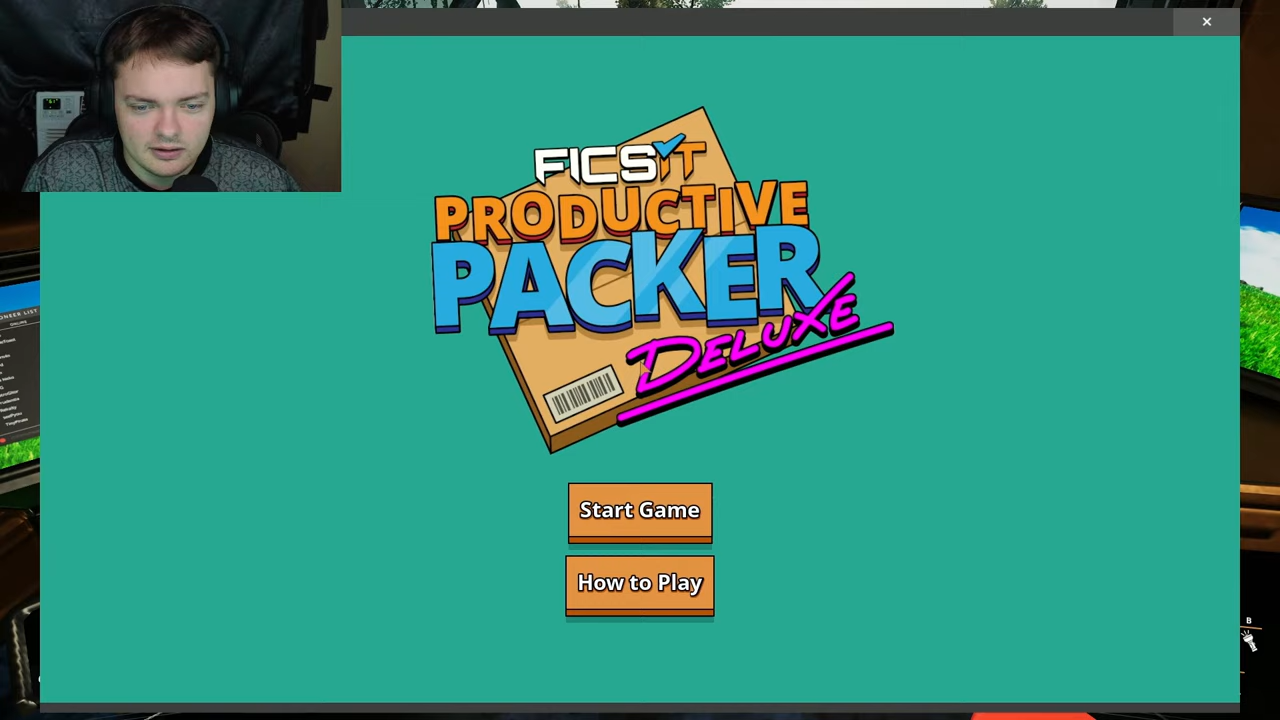 ×
FICSIT
PRODUCTIVE
PACKER
DELUXE
Start Game
How to Play
B